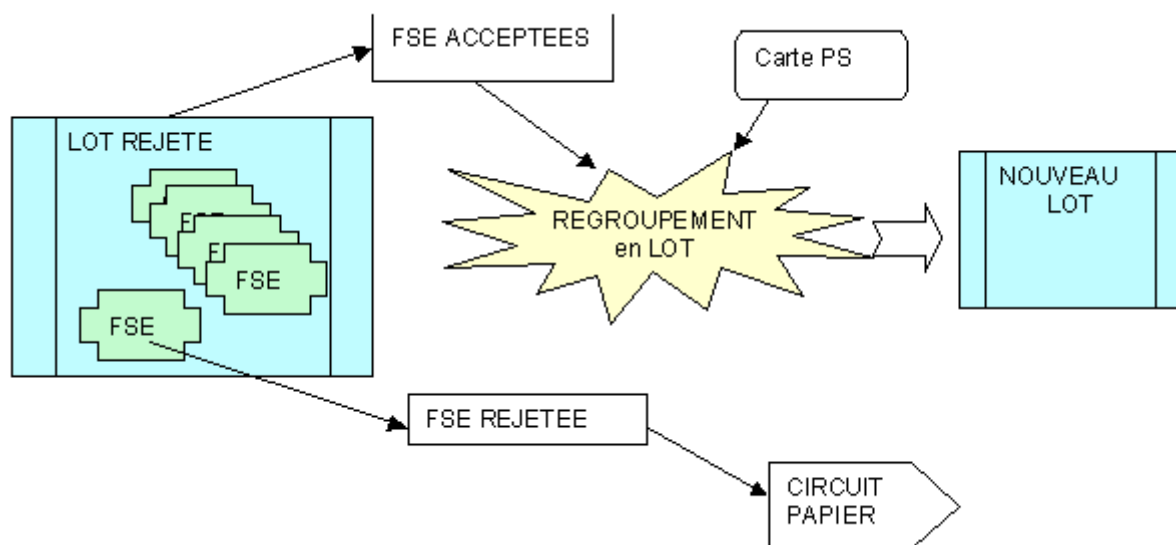 FSE ACCEPTEES
Carte PS
LOT REJETE
FSE
FSE
REGROUPEMENT
en LOT
NOUVEAU
LOT
FSE REJETEE
CIRCUIT
PAPIER